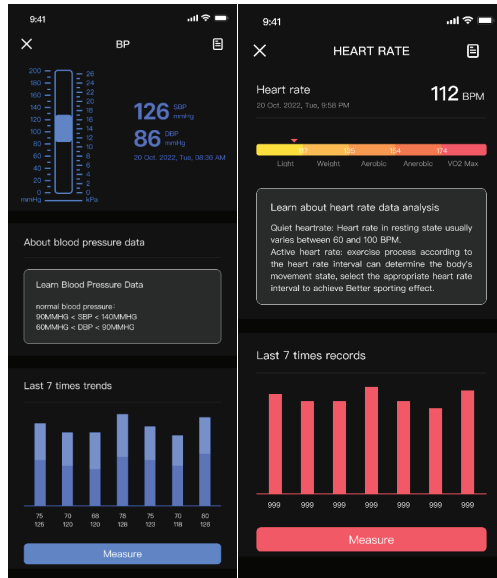 9:41
BP
200
180
160
140
120
100
80
60
40
20
0
mmHg
26
24
22
20
18
16
14
12
10
8
6
4
2
0
kPa
126 SBP mmHg
86 DBP mmHg
20 Oct. 2022, Tue, 08:36 AM
About blood pressure data
Learn Blood Pressure Data
normal blood pressure:
90MMHG < SBP < 140MMHG
60MMHG < DBP < 90MMHG
Last 7 times trends
75 70 68 78 75 70 80
126 120 120 128 123 118 126
Measure
9:41
HEART RATE
Heart rate
112 BPM
20 Oct. 2022, Tue, 9:58 PM
117 135 154 174
Light Weight Aerobic Anerobic VO2 Max
Learn about heart rate data analysis
Quiet heartrate: Heart rate in resting state usually
varies between 60 and 100 BPM.
Active heart rate: exercise process according to
the heart rate interval can determine the body's
movement state, select the appropriate heart rate
interval to achieve Better sporting effect.
Last 7 times records
999 999 999 999 999 999 999
Measure